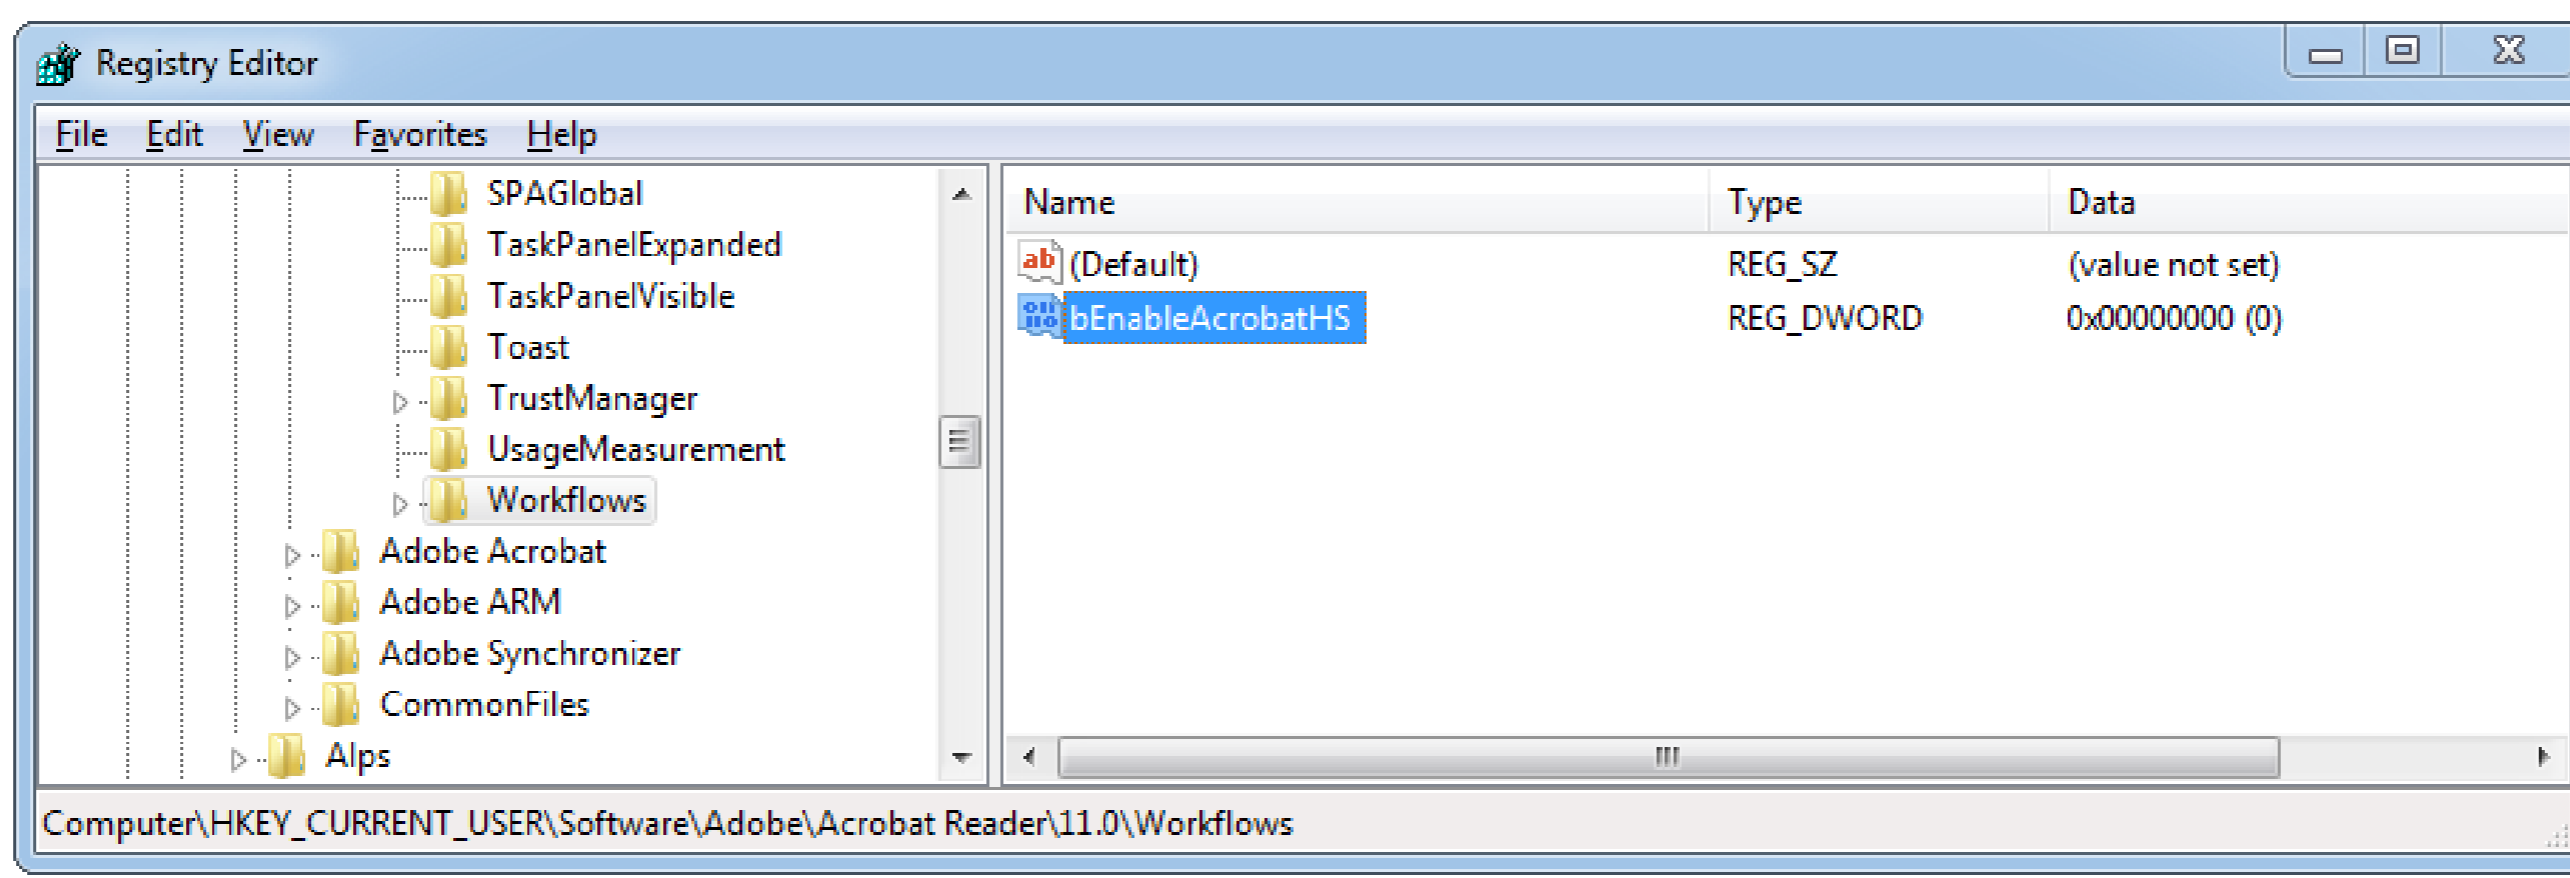 Registry Editor
File Edit View Favorites Help
SPAGlobal
TaskPanelExpanded
TaskPanelVisible
Toast
TrustManager
UsageMeasurement
Workflows
Adobe Acrobat
Adobe ARM
Adobe Synchronizer
CommonFiles
Alps
Name Type Data
ab (Default) REG_SZ (value not set)
bEnableAcrobatHS REG_DWORD 0x00000000 (0)
Computer\HKEY_CURRENT_USER\Software\Adobe\Acrobat Reader\11.0\Workflows